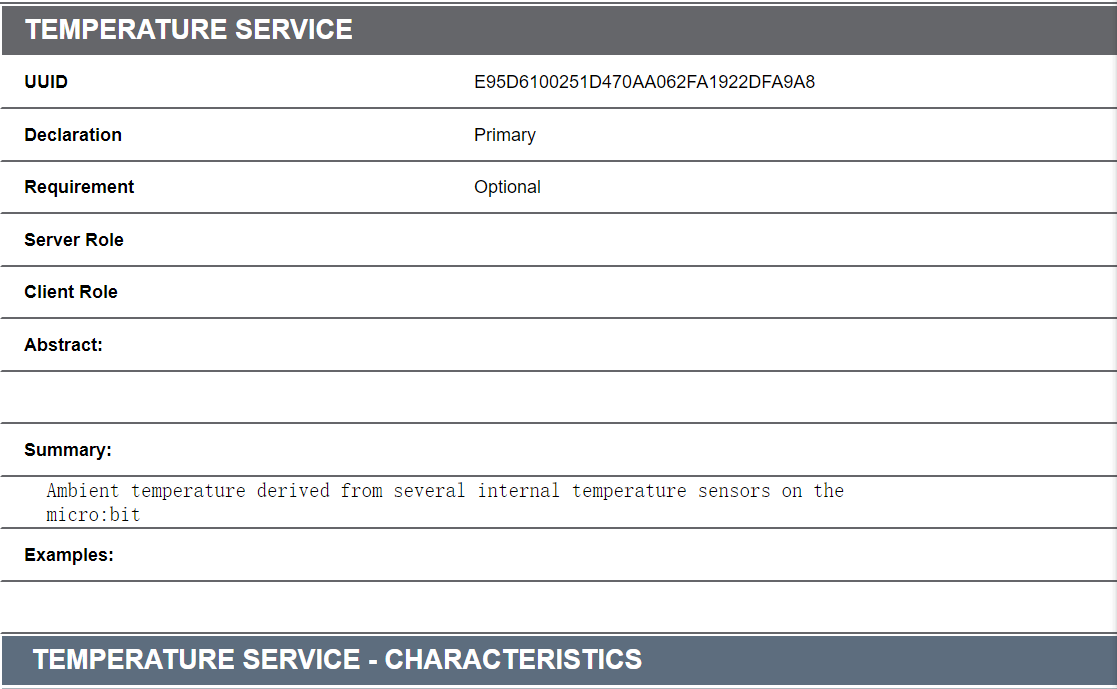 TEMPERATURE SERVICE
UUID E95D6100251D470AA062FA1922DFA9A8
Declaration Primary
Requirement Optional
Server Role
Client Role
Abstract:
Summary:
Ambient temperature derived from several internal temperature sensors on the
micro:bit
Examples:
TEMPERATURE SERVICE - CHARACTERISTICS